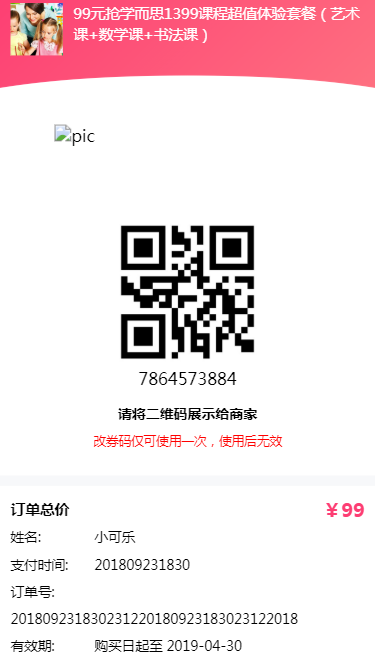 99元抢学而思1399课程超值体验套餐（艺术
课+数学课+书法课）
pic
7864573884
请将二维码展示给商家
改券码仅可使用一次，使用后无效
订单总价 ￥99
姓名: 小可乐
支付时间: 201809231830
订单号:
20180923183023122018092318302312​2018
有效期: 购买日起至 2019-04-30